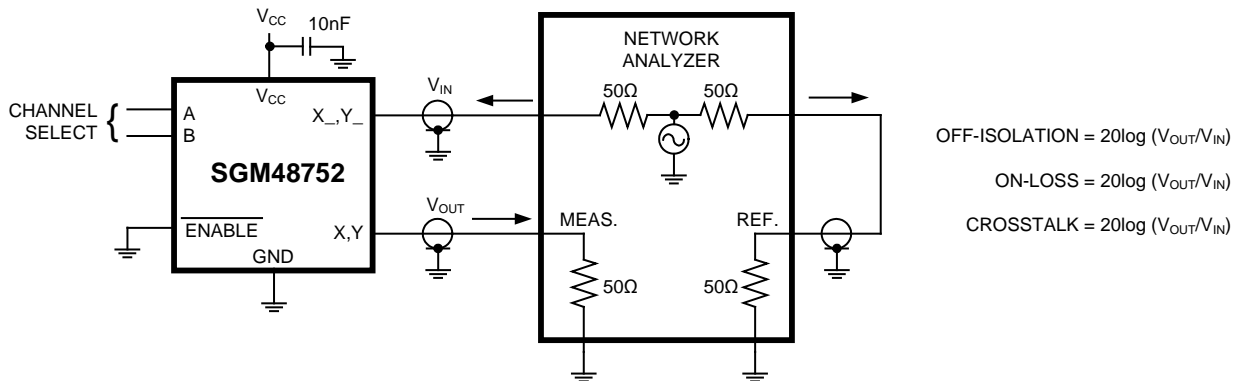 VCC
10nF
VCC
CHANNEL
SELECT
A
B
X_,Y_
SGM48752
ENABLE
X,Y
GND
VIN
VOUT
NETWORK
ANALYZER
50Ω
50Ω
MEAS.
REF.
50Ω
50Ω
OFF-ISOLATION = 20log (VOUT/VIN)
ON-LOSS = 20log (VOUT/VIN)
CROSSTALK = 20log (VOUT/VIN)